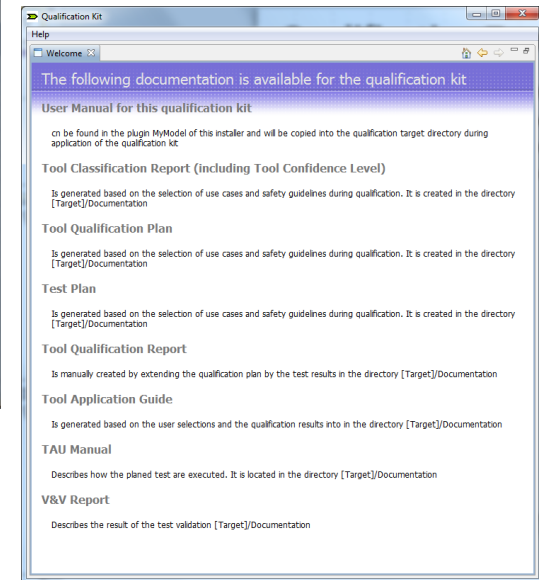 Qualification Kit
Help
Welcome
The following documentation is available for the qualification kit
User Manual for this qualification kit
cn be found in the plugin MyModel of this installer and will be copied into the qualification target directory during
application of the qualification kit
Tool Classification Report (including Tool Confidence Level)
Is generated based on the selection of use cases and safety guidelines during qualification. It is created in the directory
[Target]/Documentation
Tool Qualification Plan
Is generated based on the selection of use cases and safety guidelines during qualification. It is created in the directory
[Target]/Documentation
Test Plan
Is generated based on the selection of use cases and safety guidelines during qualification. It is created in the directory
[Target]/Documentation
Tool Qualification Report
Is manually created by extending the qualification plan by the test results in the directory [Target]/Documentation
Tool Application Guide
Is generated based on the user selections and the qualification results into in the directory [Target]/Documentation
TAU Manual
Describes how the planed test are executed. It is located in the directory [Target]/Documentation
V&V Report
Describes the result of the test validation [Target]/Documentation